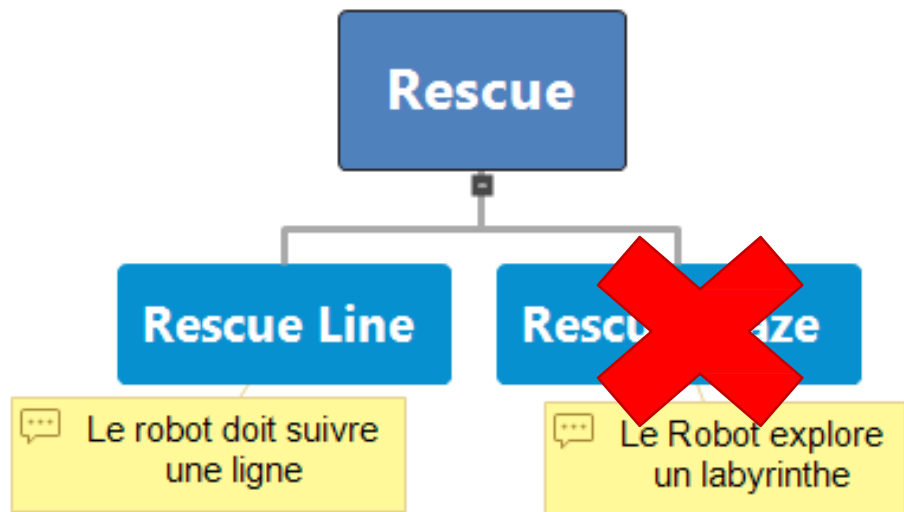 Rescue
Rescue Line
Le robot doit suivre
une ligne
Le Robot explore
un labyrinthe